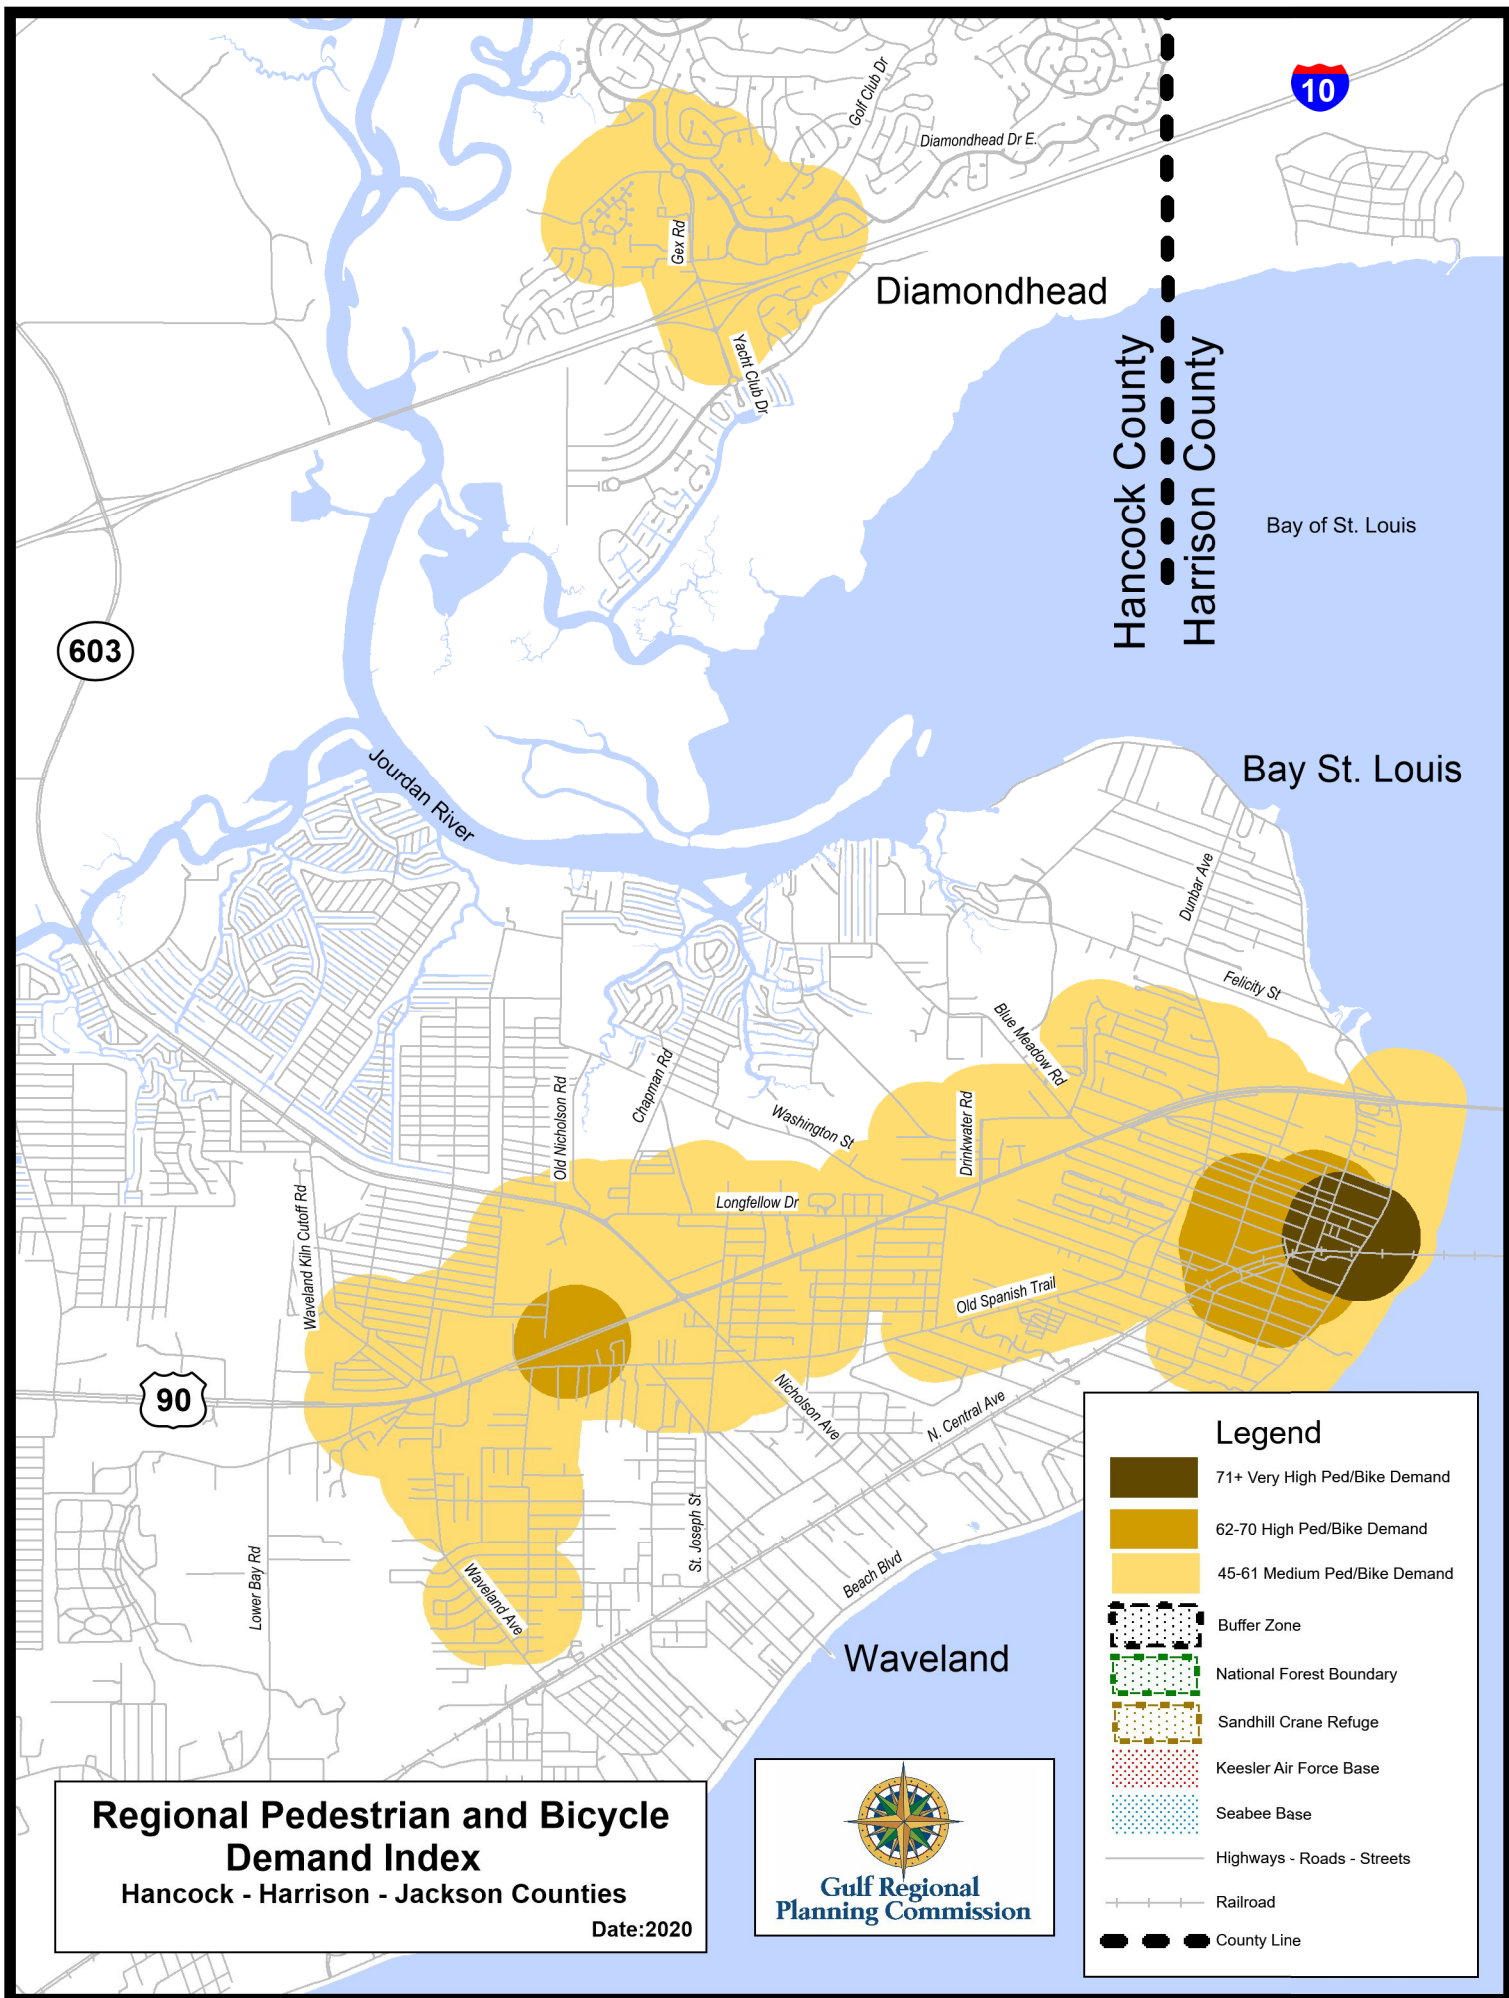 10
Golf Club Dr
Diamondhead Dr E.
Gex Rd
Diamondhead
Yacht Club Dr
Hancock County
Harrison County
Bay of St. Louis
603
Jourdan River
Bay St. Louis
Dunbar Ave
Felicity St
Blue Meadow Rd
Chapman Rd
Old Nicholson Rd
Washington St
Drinkwater Rd
Longfellow Dr
Waveland Kiln Cutoff Rd
Old Spanish Trail
90
Nicholson Ave
N. Central Ave
St. Joseph St
Lower Bay Rd
Waveland Ave
Beach Blvd
Waveland
Legend
71+ Very High Ped/Bike Demand
62-70 High Ped/Bike Demand
45-61 Medium Ped/Bike Demand
Buffer Zone
National Forest Boundary
Sandhill Crane Refuge
Keesler Air Force Base
Seabee Base
Highways - Roads - Streets
Railroad
County Line
Regional Pedestrian and Bicycle
Demand Index
Hancock - Harrison - Jackson Counties
Date:2020
Gulf Regional
Planning Commission